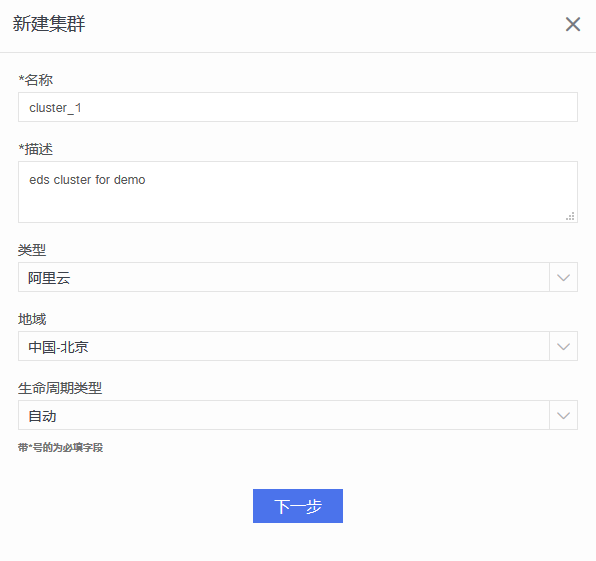 新建集群
*名称
cluster_1
*描述
eds cluster for demo
类型
阿里云
地域
中国-北京
生命周期类型
自动
带*号的为必填字段
下一步